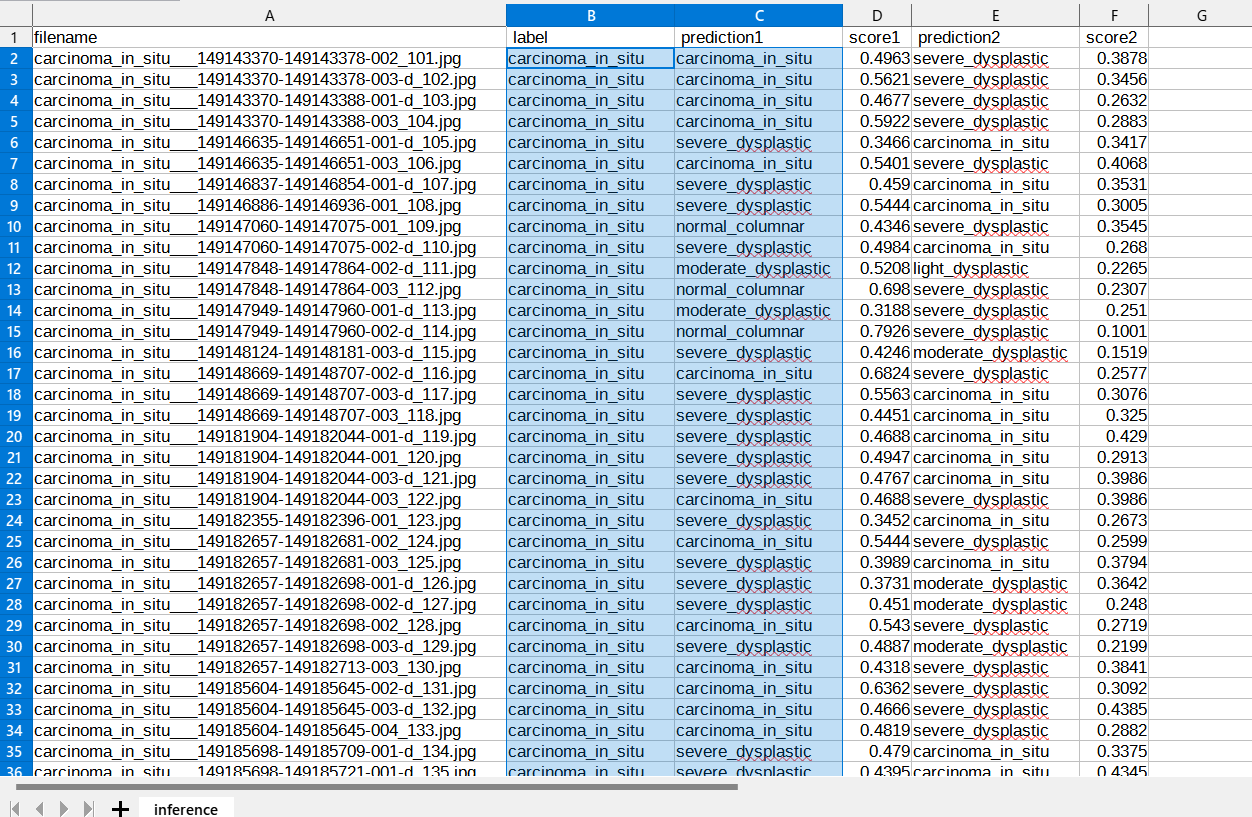 A B C D E F G
1 filename label prediction1 score1 prediction2 score2
2 carcinoma_in_situ___149143370-149143378-002_101.jpg carcinoma_in_situ carcinoma_in_situ 0.4963 severe_dysplastic 0.3878
3 carcinoma_in_situ___149143370-149143378-003-d_102.jpg carcinoma_in_situ carcinoma_in_situ 0.5621 severe_dysplastic 0.3456
4 carcinoma_in_situ___149143370-149143388-001-d_103.jpg carcinoma_in_situ carcinoma_in_situ 0.4677 severe_dysplastic 0.2632
5 carcinoma_in_situ___149143370-149143388-003_104.jpg carcinoma_in_situ carcinoma_in_situ 0.5922 severe_dysplastic 0.2883
6 carcinoma_in_situ___149146635-149146651-001-d_105.jpg carcinoma_in_situ severe_dysplastic 0.3466 severe_dysplastic 0.3417
7 carcinoma_in_situ___149146635-149146651-003_106.jpg carcinoma_in_situ carcinoma_in_situ 0.5401 severe_dysplastic 0.4068
8 carcinoma_in_situ___149146837-149146854-001-d_107.jpg carcinoma_in_situ severe_dysplastic 0.459 carcinoma_in_situ 0.3531
9 carcinoma_in_situ___149146886-149146936-001_108.jpg carcinoma_in_situ severe_dysplastic 0.5444 carcinoma_in_situ 0.3005
10 carcinoma_in_situ___149147060-149147075-001_109.jpg carcinoma_in_situ normal_columnar 0.4346 severe_dysplastic 0.3545
11 carcinoma_in_situ___149147060-149147075-002-d_110.jpg carcinoma_in_situ severe_dysplastic 0.4984 carcinoma_in_situ 0.268
12 carcinoma_in_situ___149147848-149147864-002-d_111.jpg carcinoma_in_situ moderate_dysplastic 0.5208 light_dysplastic 0.2265
13 carcinoma_in_situ___149147848-149147864-003_112.jpg carcinoma_in_situ normal_columnar 0.698 severe_dysplastic 0.2307
14 carcinoma_in_situ___149147949-149147960-001-d_113.jpg carcinoma_in_situ moderate_dysplastic 0.3188 severe_dysplastic 0.251
15 carcinoma_in_situ___149147949-149147960-002-d_114.jpg carcinoma_in_situ normal_columnar 0.7926 severe_dysplastic 0.1001
16 carcinoma_in_situ___149148124-149148181-003-d_115.jpg carcinoma_in_situ severe_dysplastic 0.4246 moderate_dysplastic 0.1519
17 carcinoma_in_situ___149148669-149148707-002-d_116.jpg carcinoma_in_situ carcinoma_in_situ 0.6824 severe_dysplastic 0.2577
18 carcinoma_in_situ___149148669-149148707-003-d_117.jpg carcinoma_in_situ severe_dysplastic 0.5563 carcinoma_in_situ 0.3076
19 carcinoma_in_situ___149148669-149148707-003_118.jpg carcinoma_in_situ severe_dysplastic 0.4451 carcinoma_in_situ 0.325
20 carcinoma_in_situ___149181904-149182044-001-d_119.jpg carcinoma_in_situ severe_dysplastic 0.4688 carcinoma_in_situ 0.429
21 carcinoma_in_situ___149181904-149182044-001_120.jpg carcinoma_in_situ severe_dysplastic 0.4947 carcinoma_in_situ 0.2913
22 carcinoma_in_situ___149181904-149182044-003-d_121.jpg carcinoma_in_situ severe_dysplastic 0.4767 carcinoma_in_situ 0.3986
23 carcinoma_in_situ___149181904-149182044-003_122.jpg carcinoma_in_situ carcinoma_in_situ 0.4688 severe_dysplastic 0.3986
24 carcinoma_in_situ___149182355-149182396-001_123.jpg carcinoma_in_situ severe_dysplastic 0.3452 carcinoma_in_situ 0.2673
25 carcinoma_in_situ___149182657-149182681-002_124.jpg carcinoma_in_situ carcinoma_in_situ 0.5444 severe_dysplastic 0.2599
26 carcinoma_in_situ___149182657-149182681-003_125.jpg carcinoma_in_situ severe_dysplastic 0.3989 carcinoma_in_situ 0.3794
27 carcinoma_in_situ___149182657-149182698-001-d_126.jpg carcinoma_in_situ severe_dysplastic 0.3731 moderate_dysplastic 0.3642
28 carcinoma_in_situ___149182657-149182698-002-d_127.jpg carcinoma_in_situ severe_dysplastic 0.451 moderate_dysplastic 0.248
29 carcinoma_in_situ___149182657-149182698-002_128.jpg carcinoma_in_situ carcinoma_in_situ 0.543 severe_dysplastic 0.2719
30 carcinoma_in_situ___149182657-149182698-003-d_129.jpg carcinoma_in_situ severe_dysplastic 0.4887 moderate_dysplastic 0.2199
31 carcinoma_in_situ___149182657-149182713-003_130.jpg carcinoma_in_situ carcinoma_in_situ 0.4318 severe_dysplastic 0.3841
32 carcinoma_in_situ___149185604-149185645-002-d_131.jpg carcinoma_in_situ carcinoma_in_situ 0.6362 severe_dysplastic 0.3092
33 carcinoma_in_situ___149185604-149185645-003-d_132.jpg carcinoma_in_situ carcinoma_in_situ 0.4666 severe_dysplastic 0.4385
34 carcinoma_in_situ___149185604-149185645-004_133.jpg carcinoma_in_situ carcinoma_in_situ 0.4819 severe_dysplastic 0.2882
35 carcinoma_in_situ___149185698-149185709-001-d_134.jpg carcinoma_in_situ severe_dysplastic 0.479 carcinoma_in_situ 0.3375
36 carcinoma_in_situ___149185698-149185721-001-d_135.jpg carcinoma_in_situ severe_dysplastic 0.4395 carcinoma_in_situ 0.4345
inference